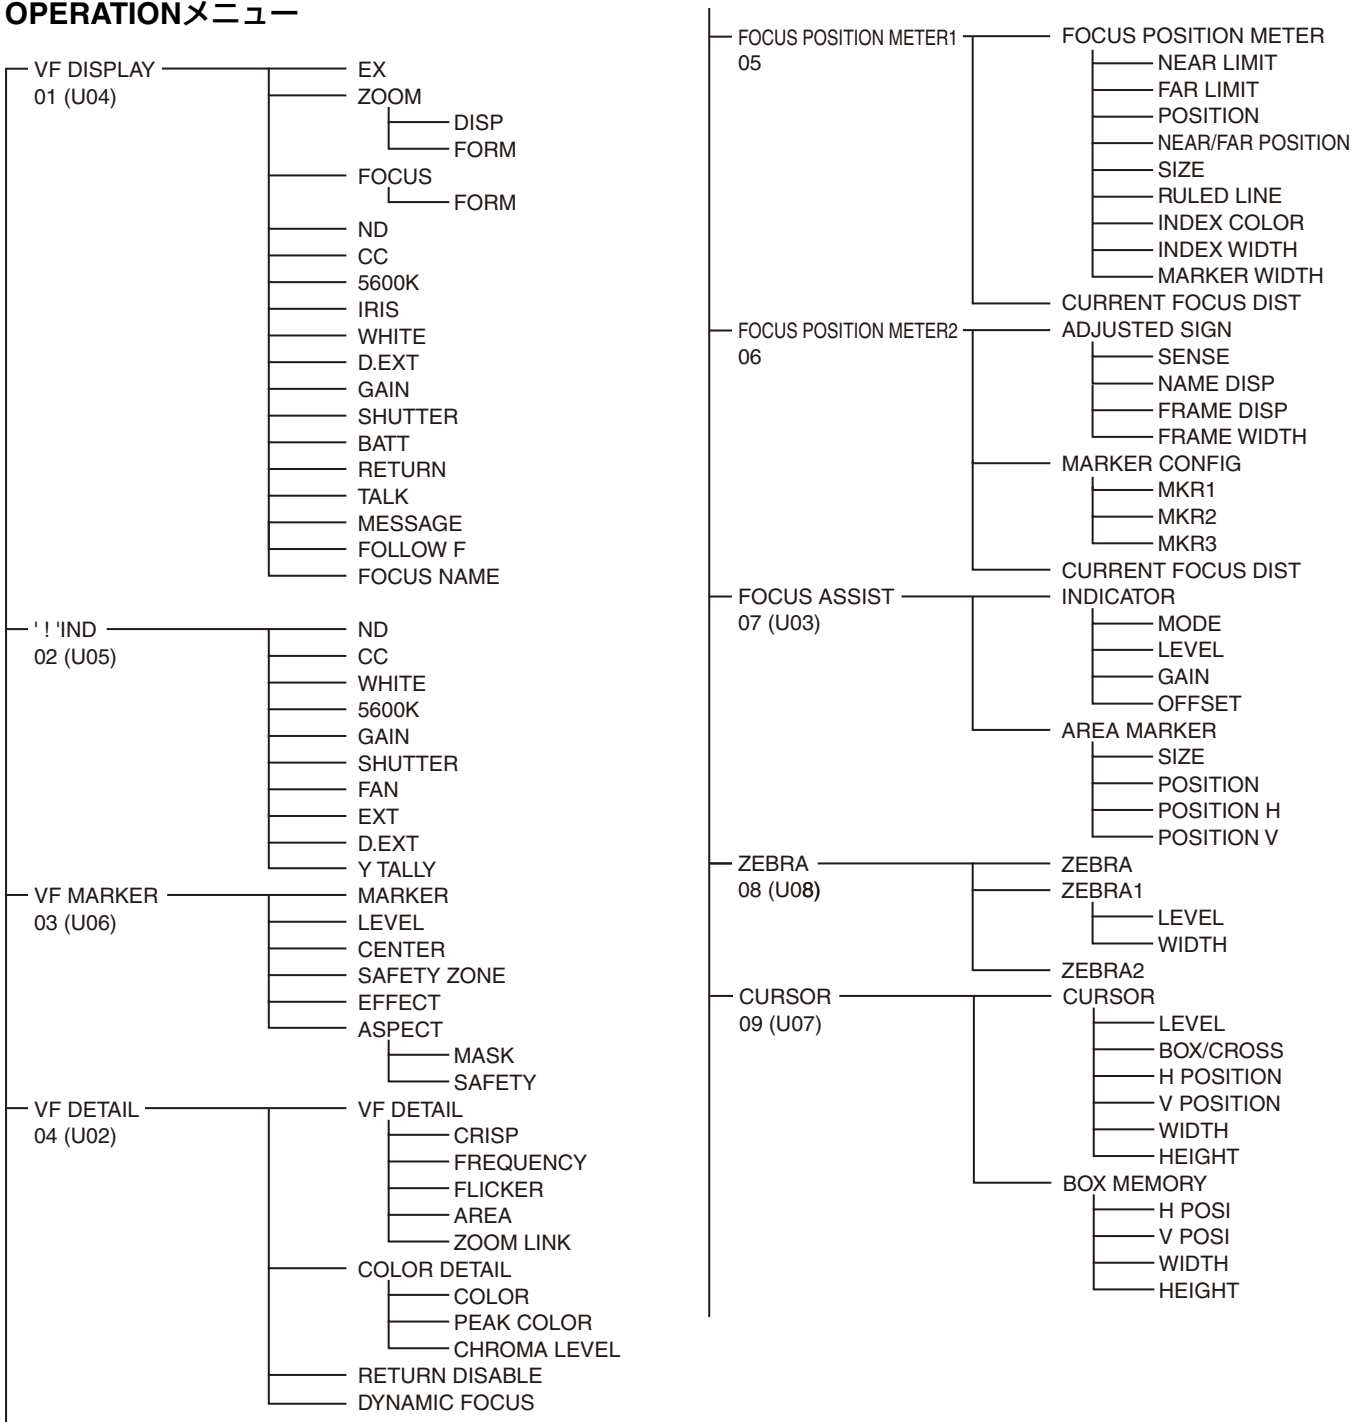 OPERATIONメニュー
VF DISPLAY
01 (U04)
EX
ZOOM
DISP
FORM
FOCUS
FORM
ND
CC
5600K
IRIS
WHITE
D.EXT
GAIN
SHUTTER
BATT
RETURN
TALK
MESSAGE
FOLLOW F
FOCUS NAME
' ! 'IND
02 (U05)
ND
CC
WHITE
5600K
GAIN
SHUTTER
FAN
EXT
D.EXT
Y TALLY
VF MARKER
03 (U06)
MARKER
LEVEL
CENTER
SAFETY ZONE
EFFECT
ASPECT
MASK
SAFETY
VF DETAIL
04 (U02)
VF DETAIL
CRISP
FREQUENCY
FLICKER
AREA
ZOOM LINK
COLOR DETAIL
COLOR
PEAK COLOR
CHROMA LEVEL
RETURN DISABLE
DYNAMIC FOCUS
FOCUS POSITION METER1
05
FOCUS POSITION METER
NEAR LIMIT
FAR LIMIT
POSITION
NEAR/FAR POSITION
SIZE
RULED LINE
INDEX COLOR
INDEX WIDTH
MARKER WIDTH
CURRENT FOCUS DIST
FOCUS POSITION METER2
06
ADJUSTED SIGN
SENSE
NAME DISP
FRAME DISP
FRAME WIDTH
MARKER CONFIG
MKR1
MKR2
MKR3
CURRENT FOCUS DIST
FOCUS ASSIST
07 (U03)
INDICATOR
MODE
LEVEL
GAIN
OFFSET
AREA MARKER
SIZE
POSITION
POSITION H
POSITION V
ZEBRA
08 (U08)
ZEBRA
ZEBRA1
LEVEL
WIDTH
ZEBRA2
CURSOR
09 (U07)
CURSOR
LEVEL
BOX/CROSS
H POSITION
V POSITION
WIDTH
HEIGHT
BOX MEMORY
H POSI
V POSI
WIDTH
HEIGHT